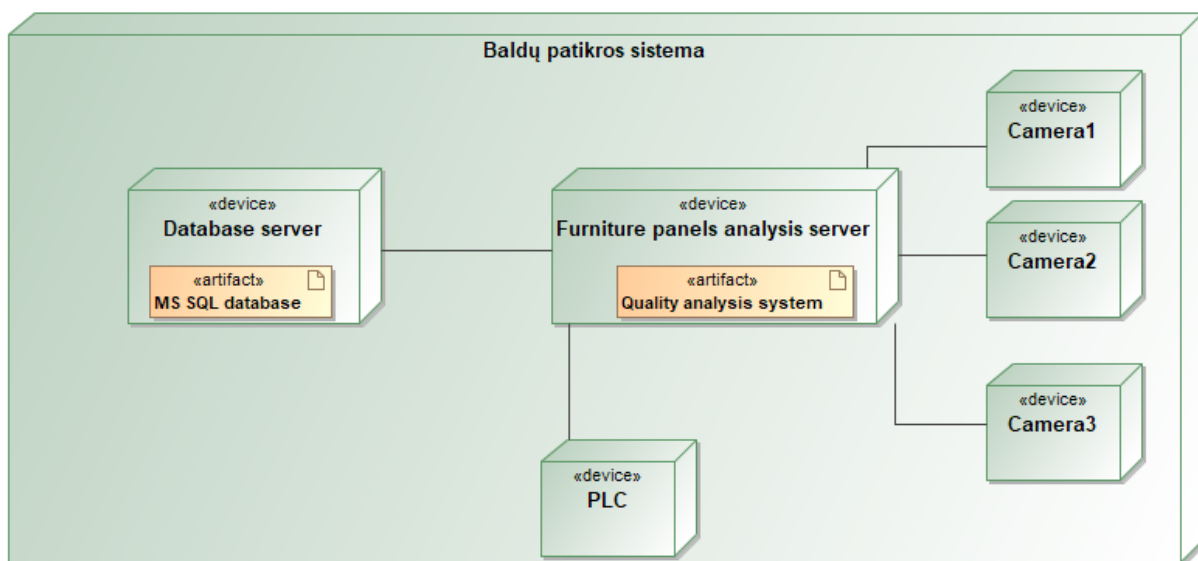 Baldų patikros sistema
«device»
Camera1
«device»
Database server
«artifact»
MS SQL database
«device»
Furniture panels analysis server
«artifact»
Quality analysis system
«device»
Camera2
«device»
Camera3
«device»
PLC